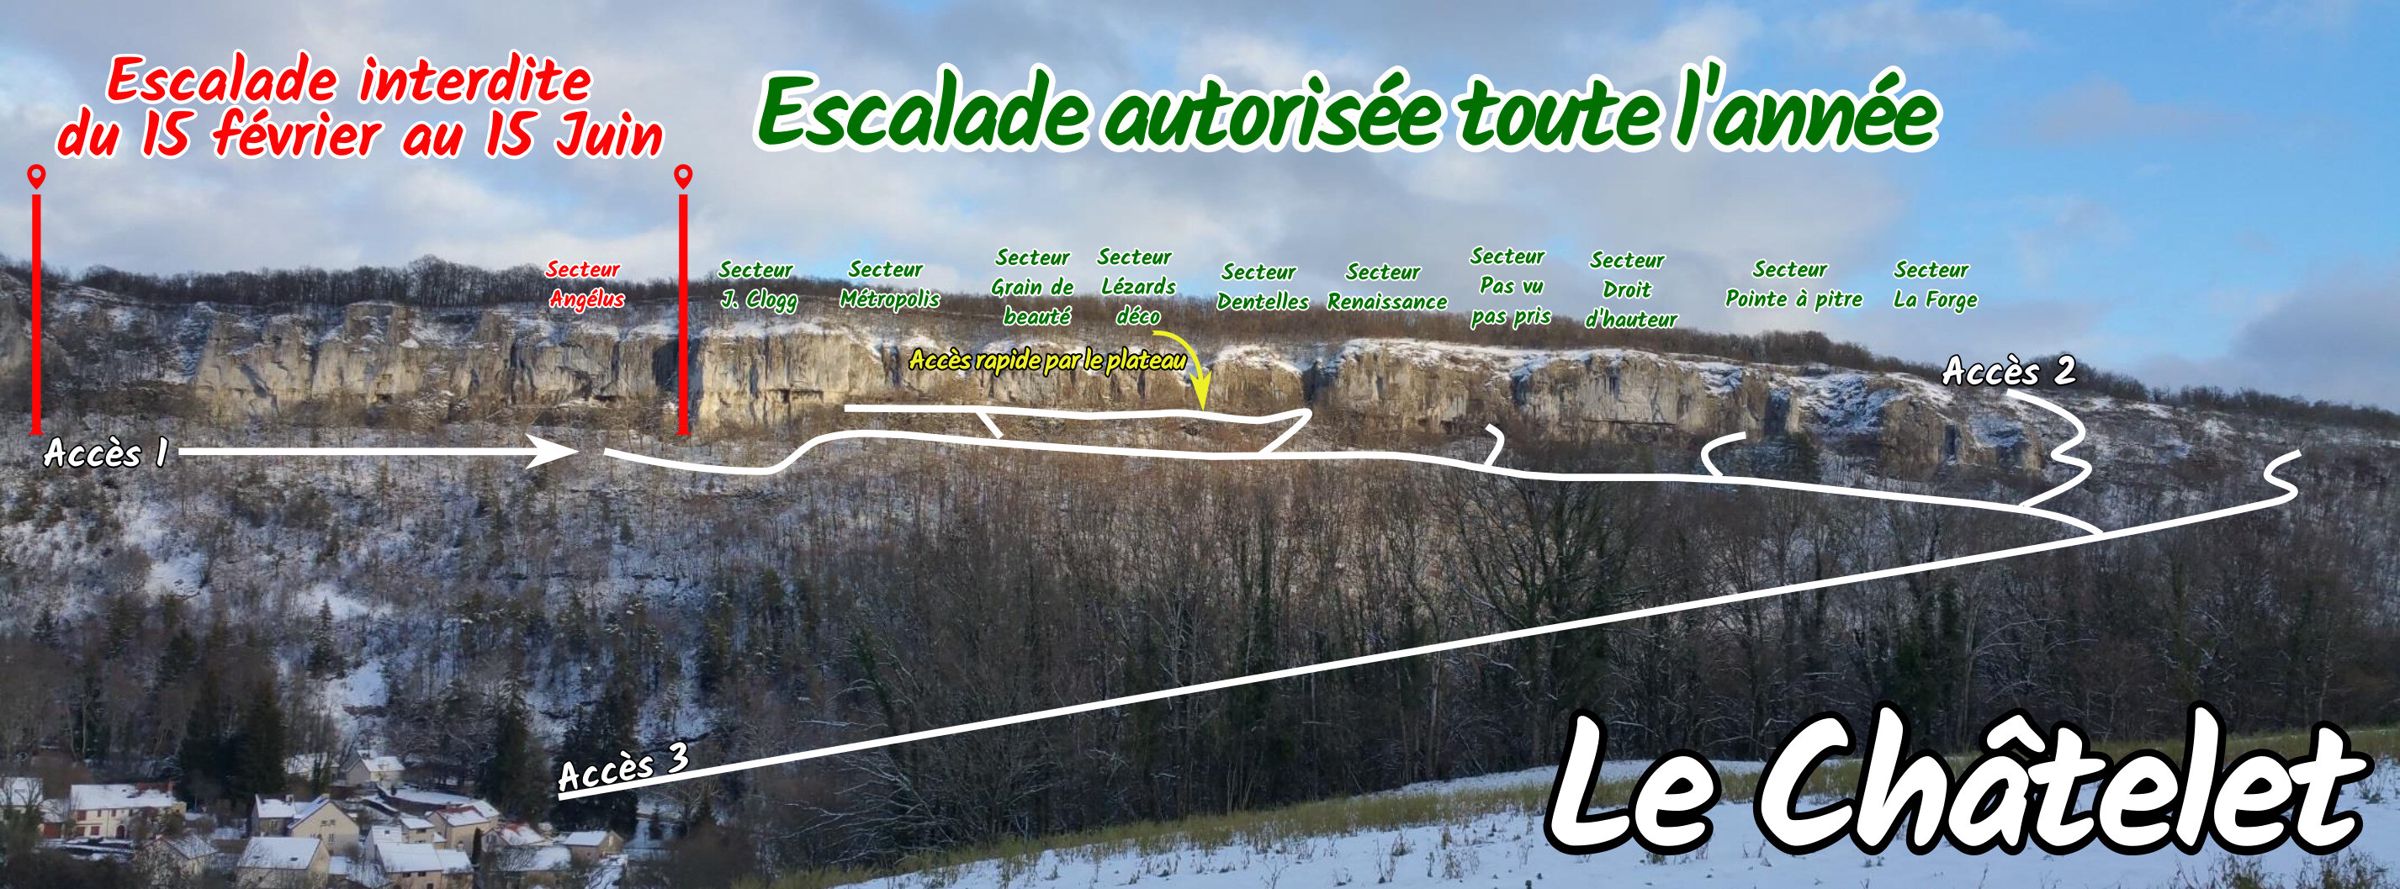 Escalade interdite
du 15 février au 15 Juin
Escalade autorisée toute l'année
Secteur
Angélus
Secteur
J. Clogg
Secteur
Métropolis
Secteur
Grain de
beauté
Secteur
Lézards
déco
Secteur
Dentelles
Secteur
Renaissance
Secteur
Pas vu
pas pris
Secteur
Droit
d'hauteur
Secteur
Pointe à pitre
Secteur
La Forge
Accès rapide par le plateau
Accès 2
Accès 1
Accès 3
Le Châtelet